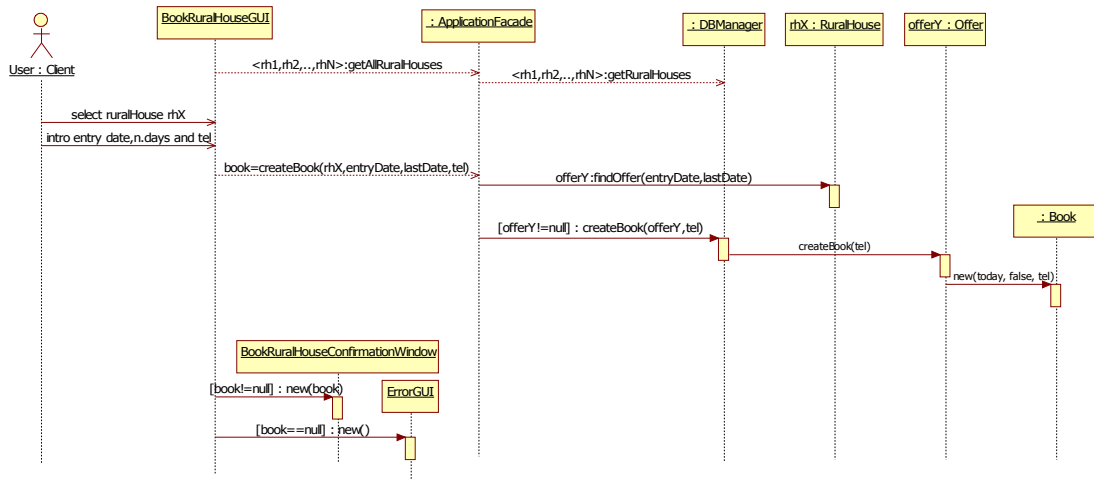 BookRuralHouseGUI
: ApplicationFacade
: DBManager
rhX : RuralHouse
offerY : Offer
User : Client
<rh1,rh2,..,rhN>:getAllRuralHouses
<rh1,rh2,..,rhN>:getRuralHouses
select ruralHouse rhX
intro entry date,n.days and tel
book=createBook(rhX,entryDate,lastDate,tel)
offerY:findOffer(entryDate,lastDate)
: Book
[offerY!=null] : createBook(offerY,tel)
createBook(tel)
new(today, false, tel)
BookRuralHouseConfirmationWindow
[book!=null] : new(book)
ErrorGUI
[book==null] : new()